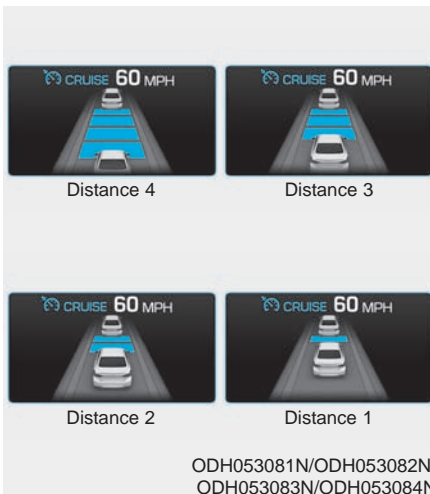 CRUISE 60 MPH
CRUISE 60 MPH
Distance 4
Distance 3
CRUISE 60 MPH
CRUISE 60 MPH
Distance 2
Distance 1
ODH053081N/ODH053082N
ODH053083N/ODH053084N